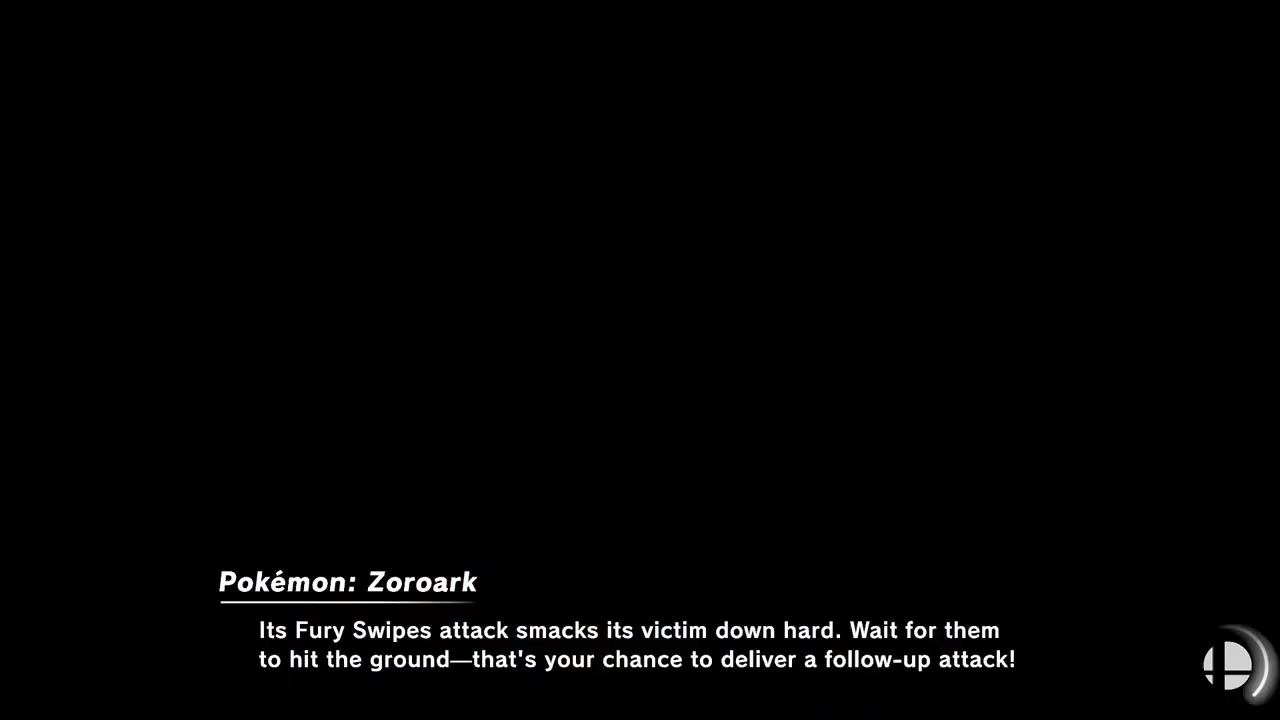 Pokémon: Zoroark
Its Fury Swipes attack smacks its victim down hard. Wait for them
to hit the ground—that's your chance to deliver a follow-up attack!